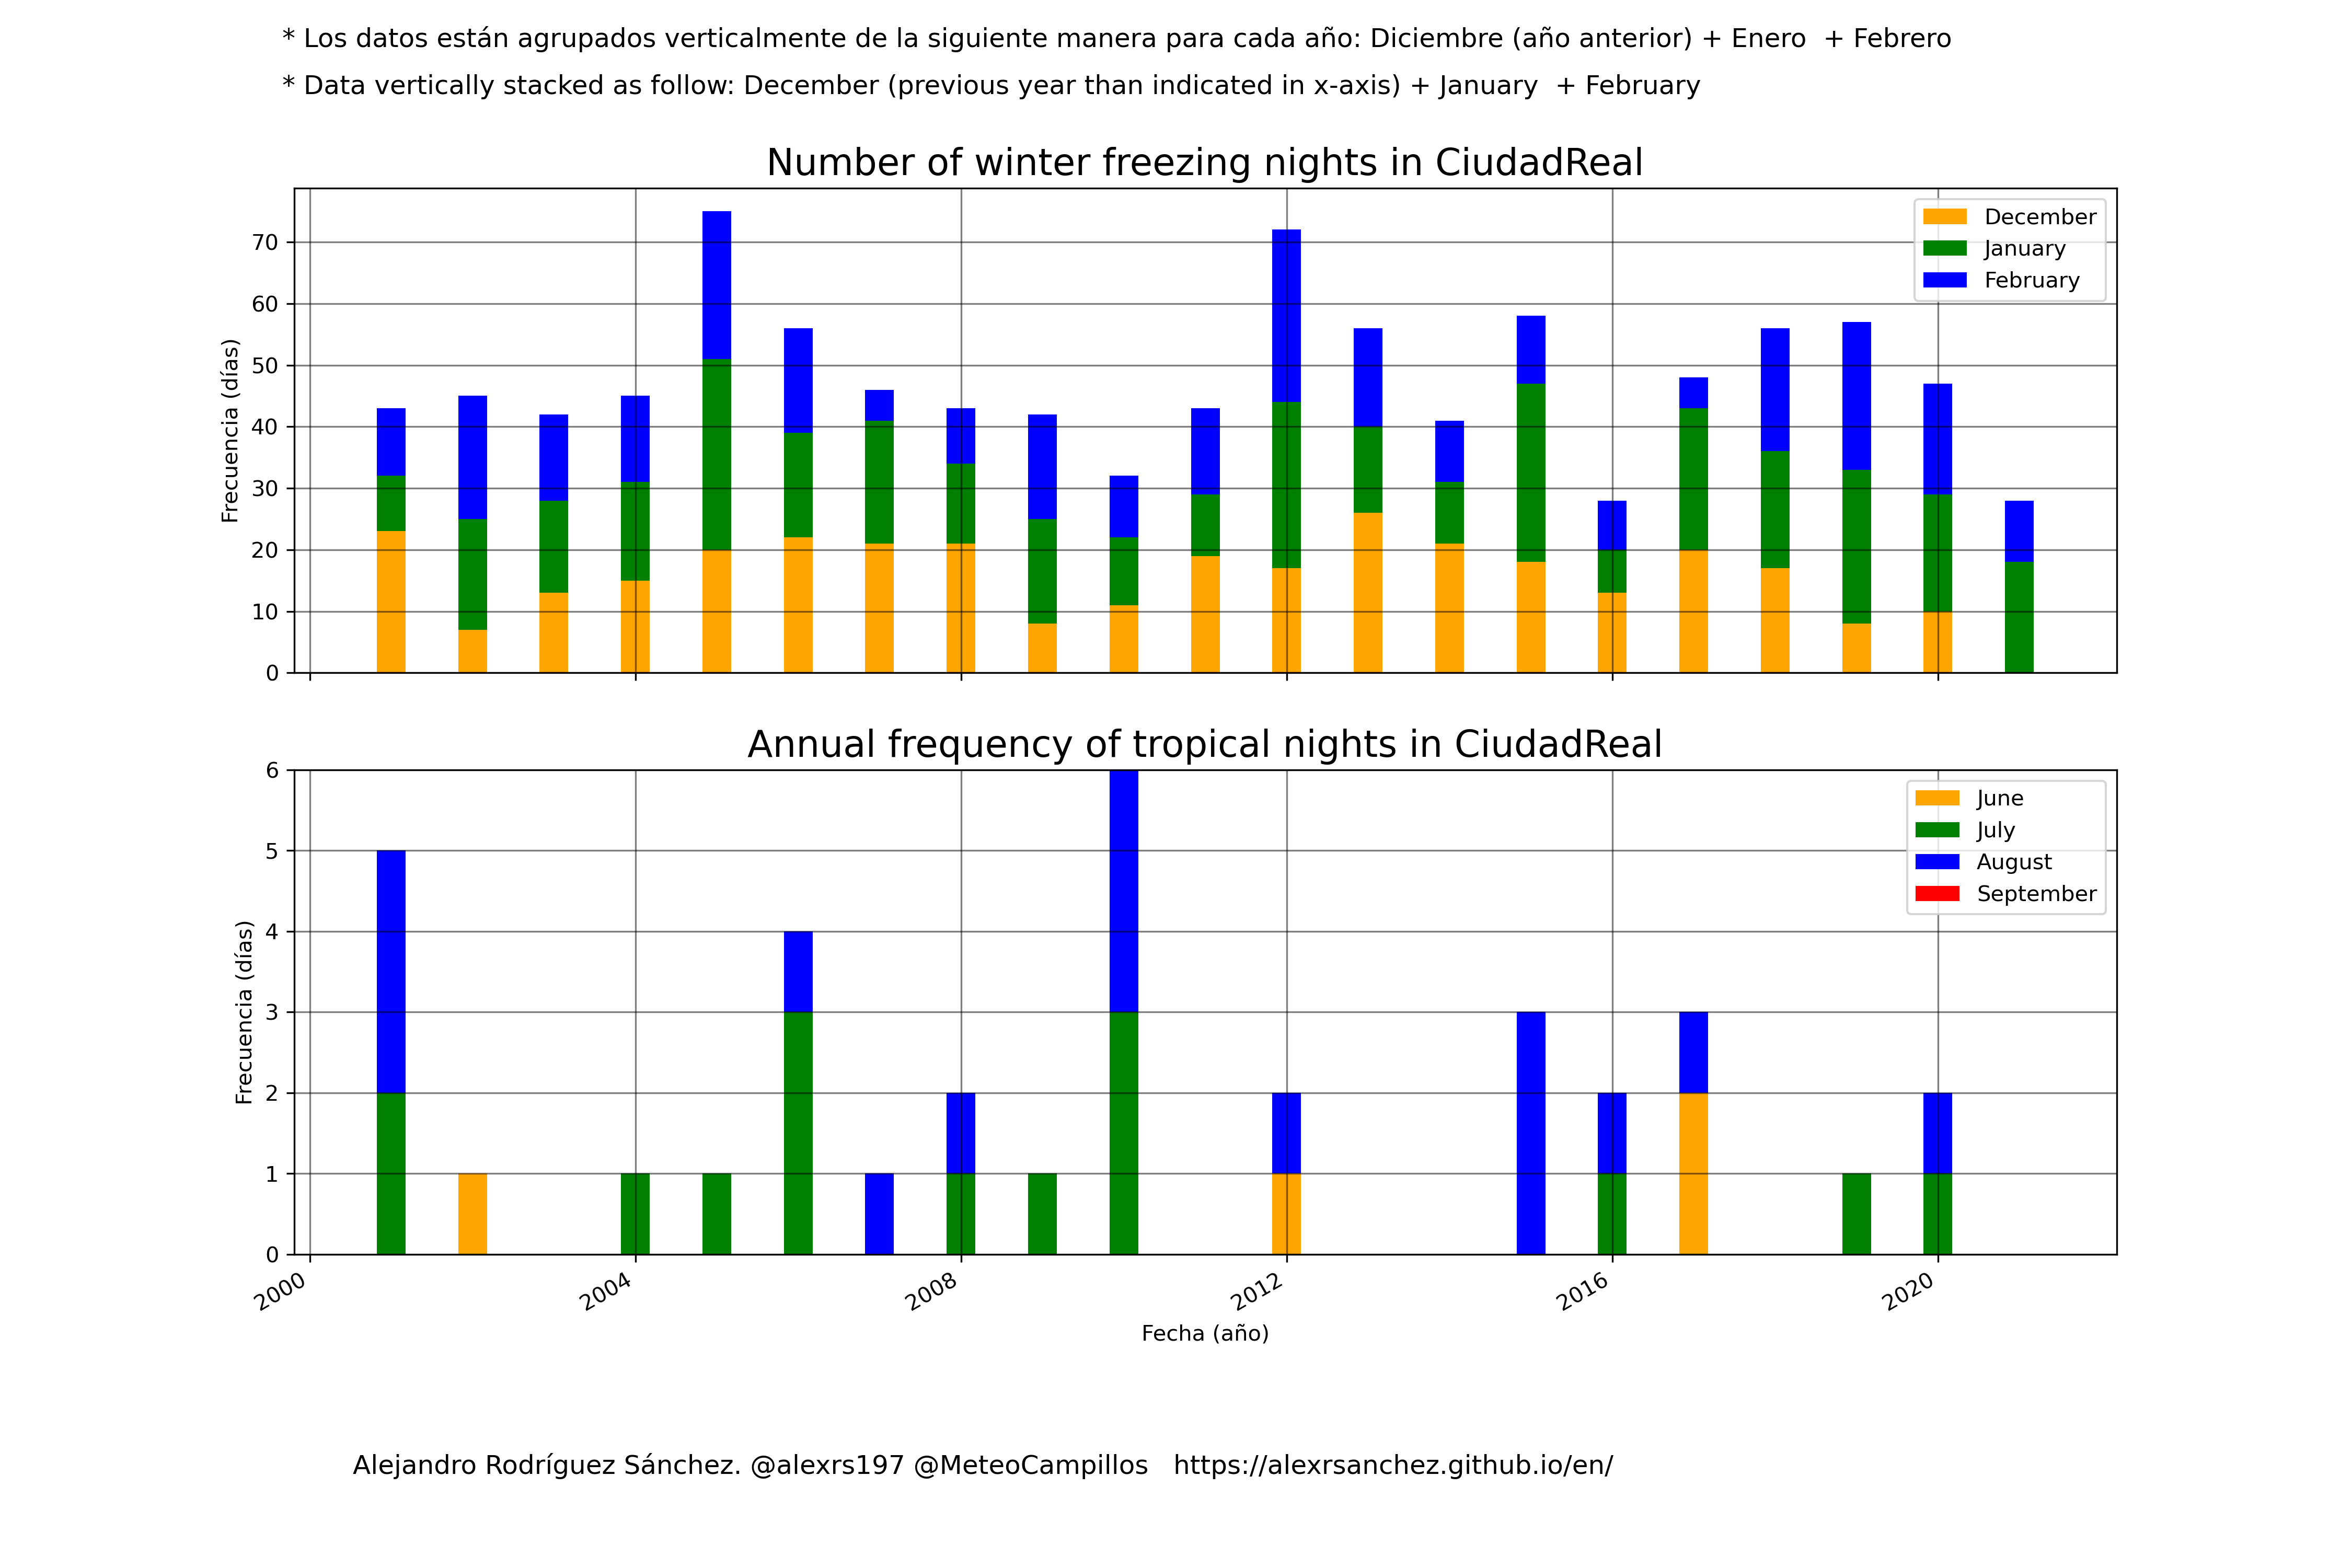 * Los datos están agrupados verticalmente de la siguiente manera para cada año: Diciembre (año anterior) + Enero  + Febrero
* Data vertically stacked as follow: December (previous year than indicated in x-axis) + January  + February
Number of winter freezing nights in CiudadReal
Frecuencia (días)
70
60
50
40
30
20
10
0
December
January
February
Annual frequency of tropical nights in CiudadReal
Frecuencia (días)
6
5
4
3
2
1
0
June
July
August
September
2000
2004
2008
2012
2016
2020
Fecha (año)
Alejandro Rodríguez Sánchez. @alexrs197 @MeteoCampillos   https://alexrsanchez.github.io/en/